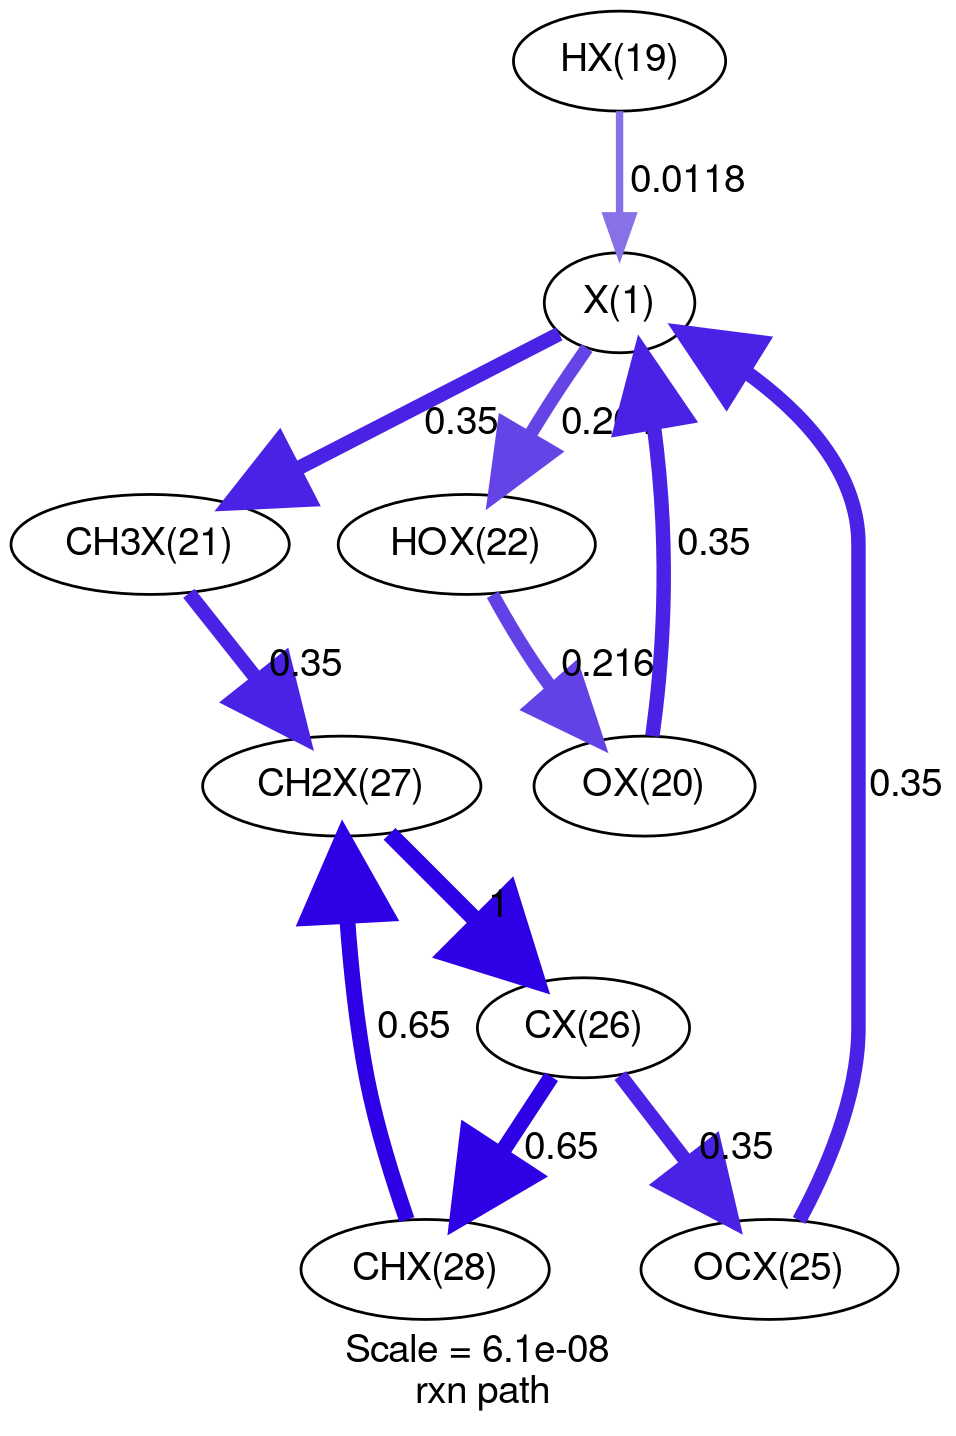 HX(19)
0.0118
X(1)
0.35
CH3X(21)
HOX(22)
0.35
0.35
0.216
CH2X(27)
OX(20)
0.35
1
0.65
CX(26)
0.65
0.35
CHX(28)
OCX(25)
Scale = 6.1e-08
rxn path